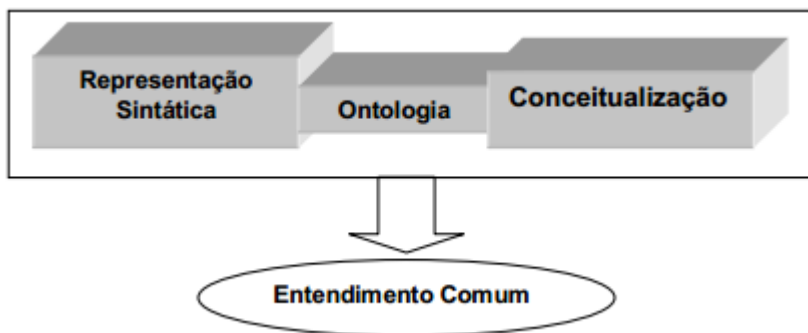 Representação
Sintática
Ontologia
Conceitualização
Entendimento Comum